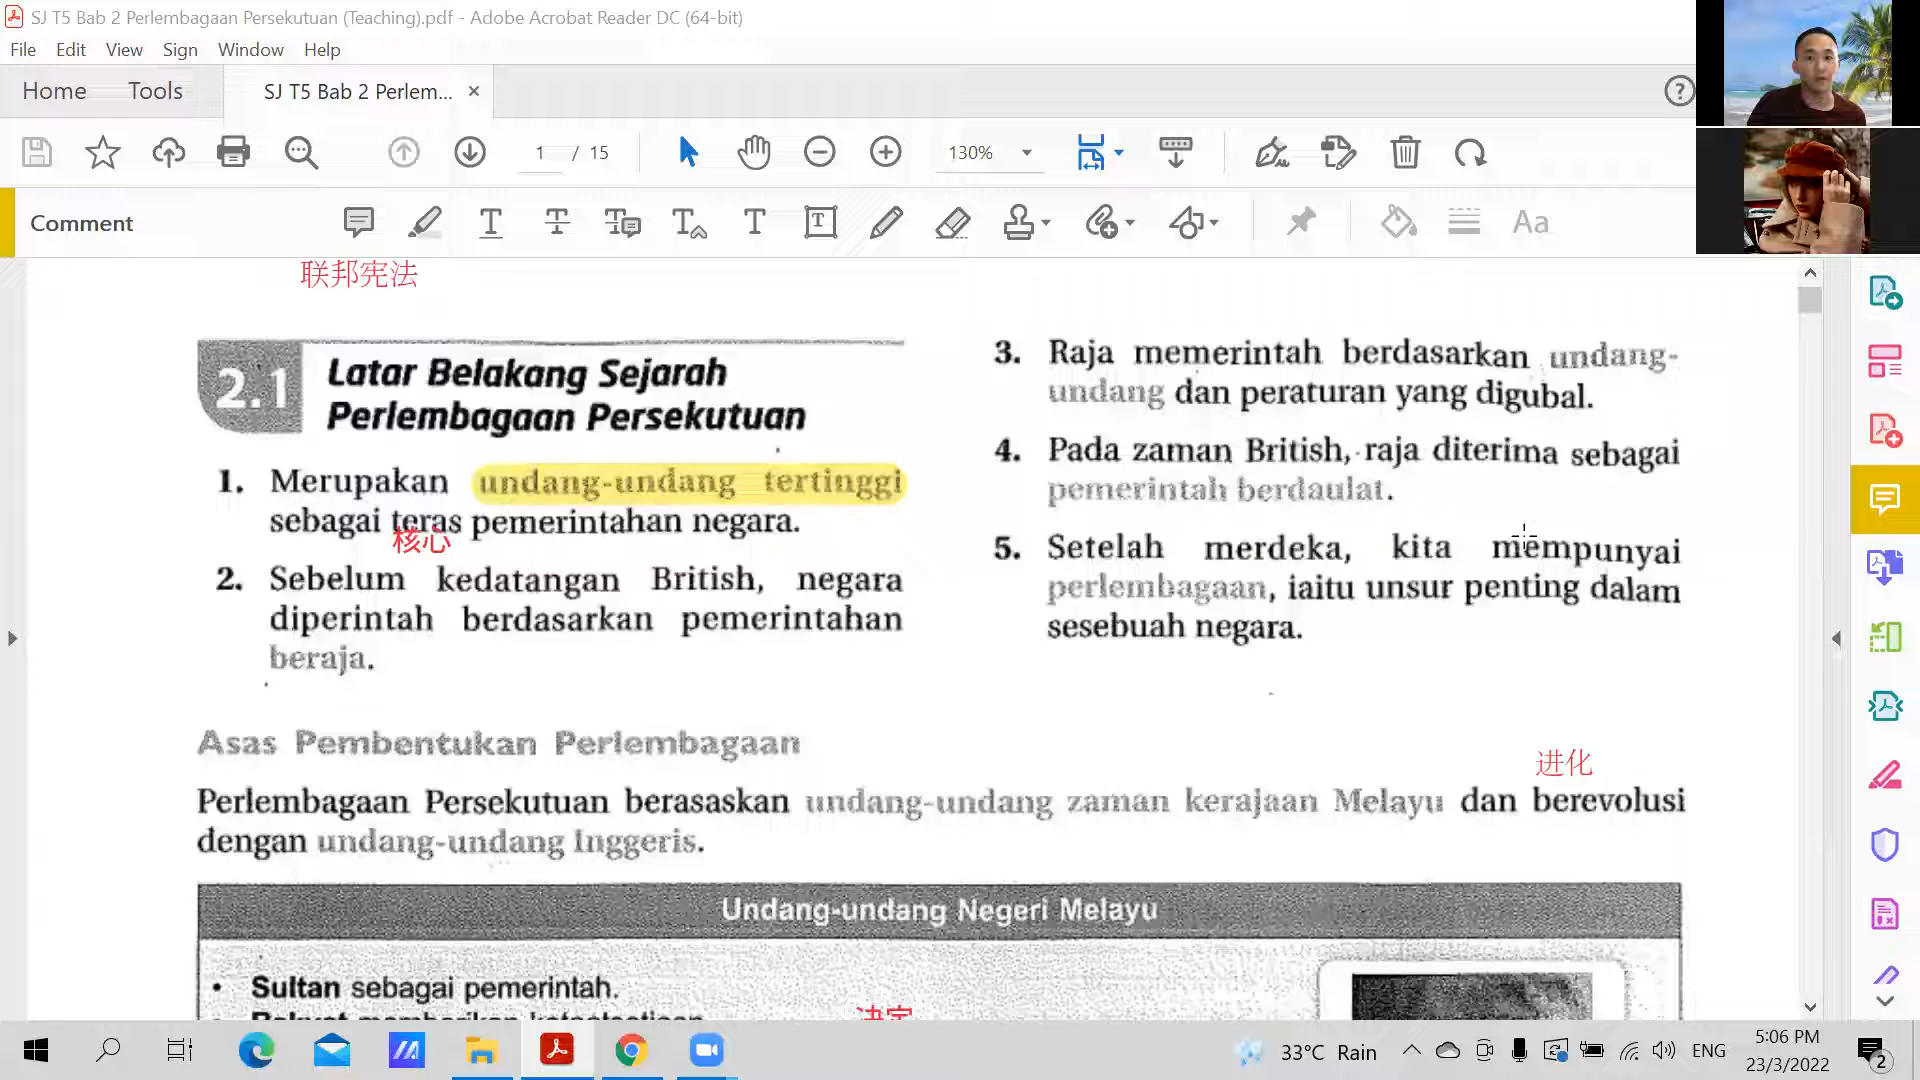 SJ T5 Bab 2 Perlembagaan Persekutuan (Teaching).pdf - Adobe Acrobat Reader DC (64-bit)
File Edit View Sign Window Help
Home Tools SJ T5 Bab 2 Perlem... ×
1 / 15 130%
Comment
Aa
联邦宪法
2.1 Latar Belakang Sejarah
Perlembagaan Persekutuan
1. Merupakan undang-undang tertinggi
sebagai teras pemerintahan negara.
核心
2. Sebelum kedatangan British, negara
diperintah berdasarkan pemerintahan
beraja.
3. Raja memerintah berdasarkan undang-
undang dan peraturan yang digubal.
4. Pada zaman British, raja diterima sebagai
pemerintah berdaulat.
5. Setelah merdeka, kita mempunyai
perlembagaan, iaitu unsur penting dalam
sesebuah negara.
Asas Pembentukan Perlembagaan
进化
Perlembagaan Persekutuan berasaskan undang-undang zaman kerajaan Melayu dan berevolusi
dengan undang-undang Inggeris.
Undang-undang Negeri Melayu
• Sultan sebagai pemerintah.
决定
33°C Rain ENG
5:06 PM
23/3/2022
2